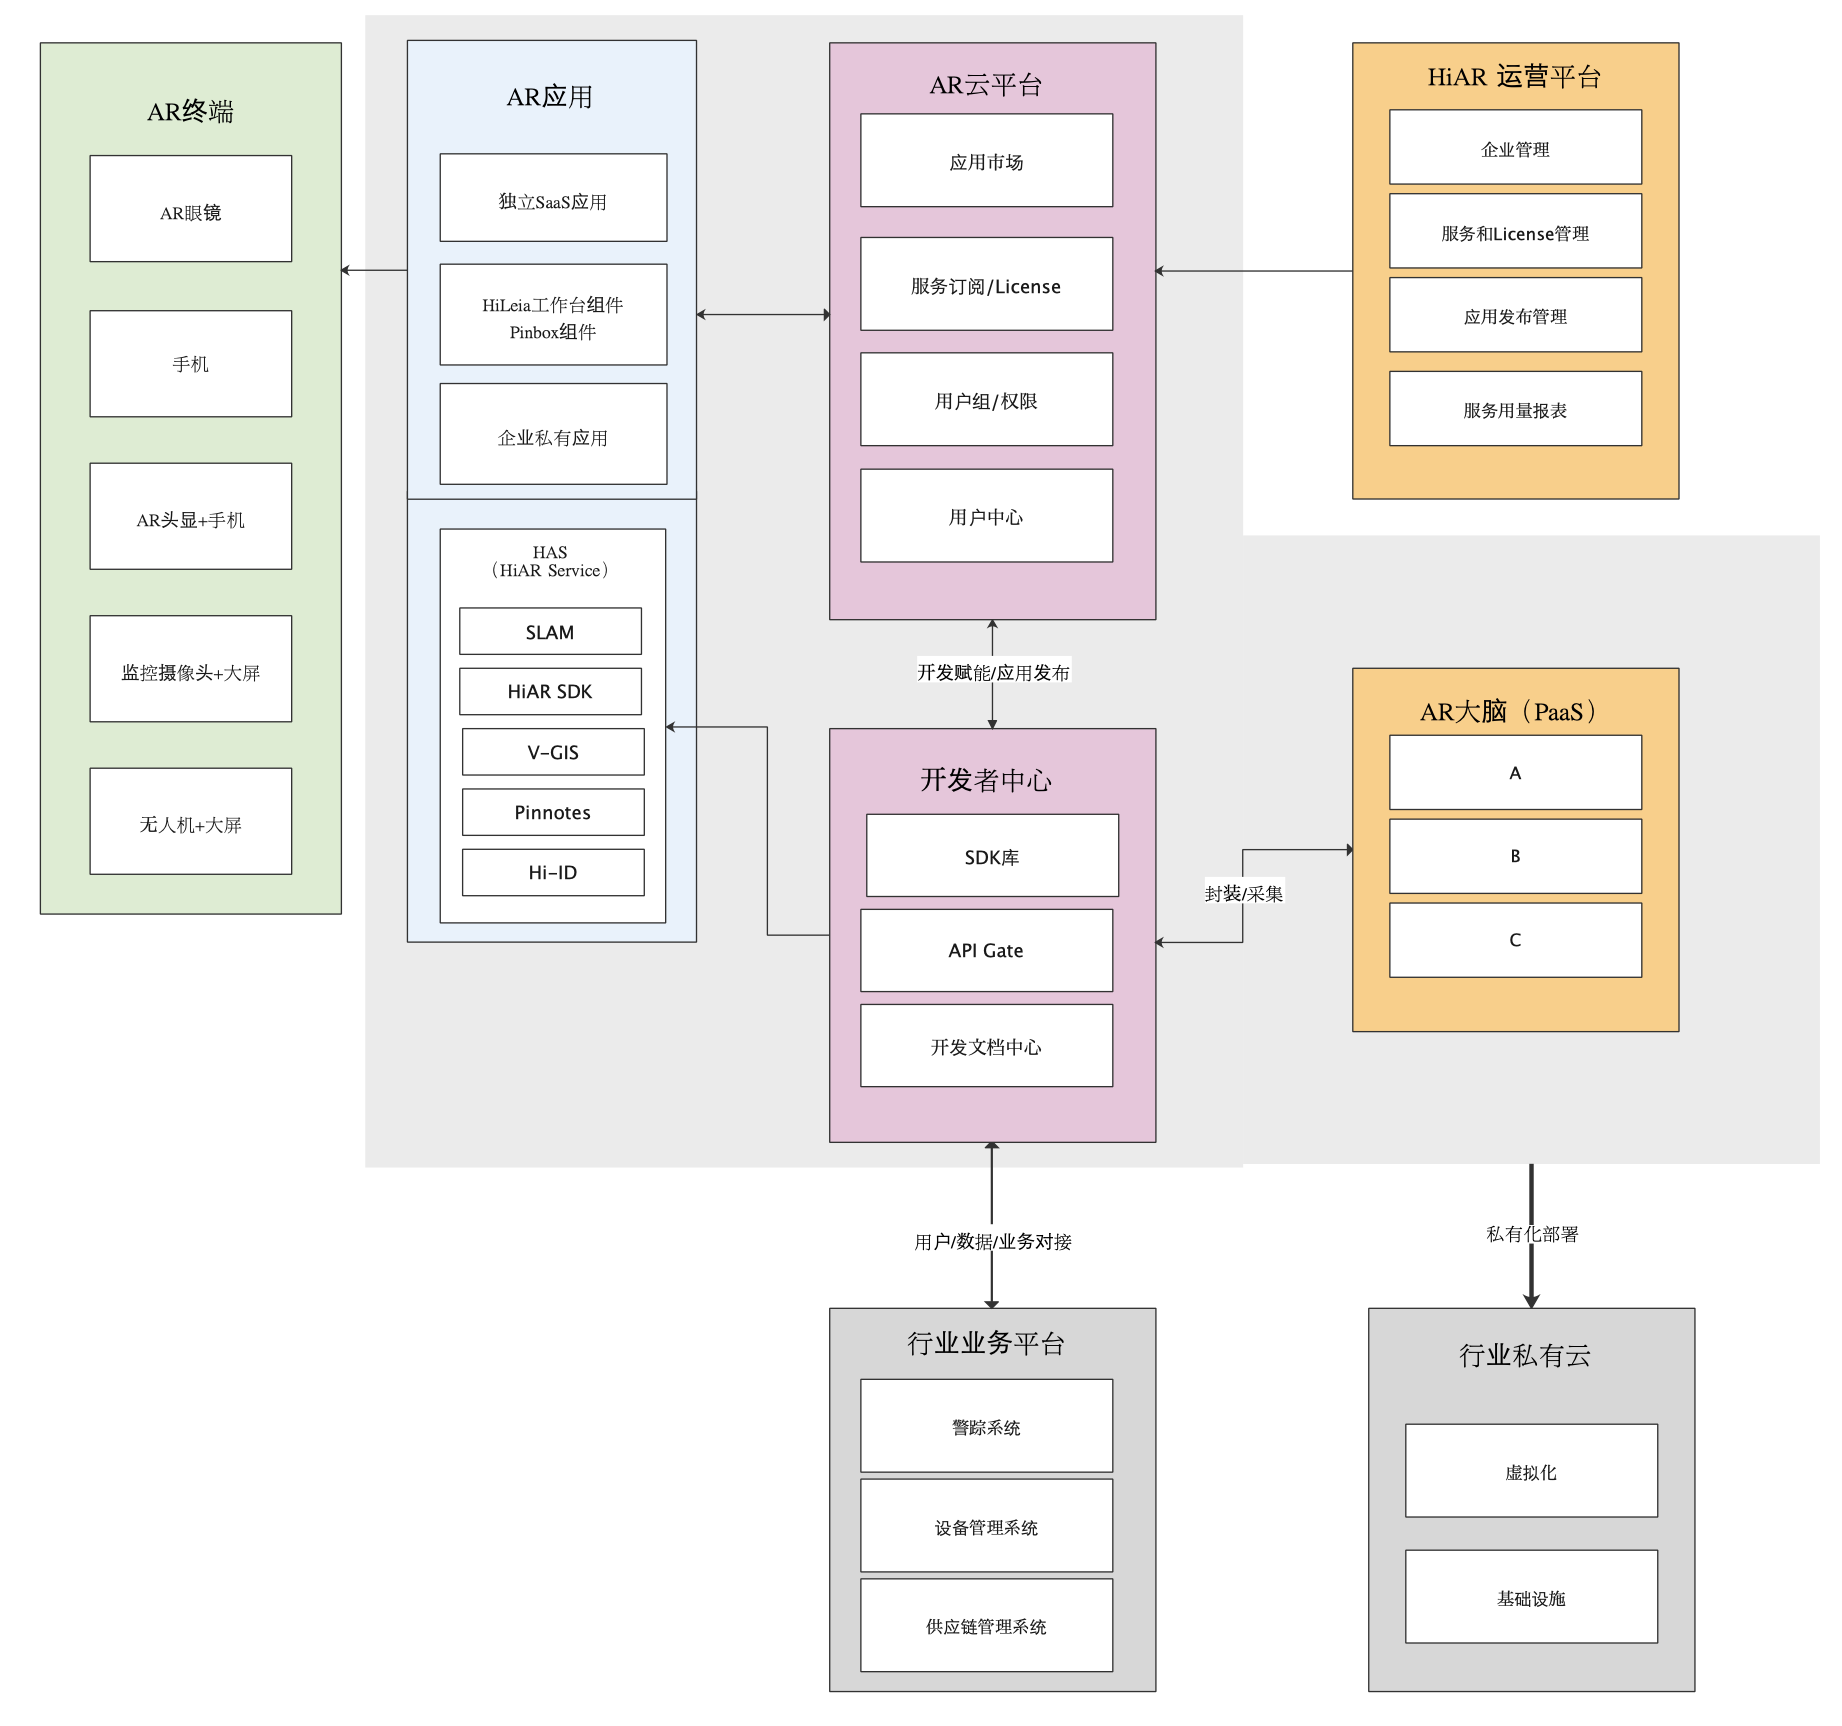 AR终端
AR眼镜
手机
AR头显+手机
监控摄像头+大屏
无人机+大屏
AR应用
独立SaaS应用
HiLeia工作台组件
Pinbox组件
企业私有应用
HAS
（HiAR Service）
SLAM
HiAR SDK
V-GIS
Pinnotes
Hi-ID
AR云平台
应用市场
服务订阅/License
用户组/权限
用户中心
开发赋能/应用发布
开发者中心
SDK库
API Gate
开发文档中心
HiAR 运营平台
企业管理
服务和License管理
应用发布管理
服务用量报表
AR大脑（PaaS）
A
B
C
封装/采集
用户/数据/业务对接
私有化部署
行业业务平台
警踪系统
设备管理系统
供应链管理系统
行业私有云
虚拟化
基础设施